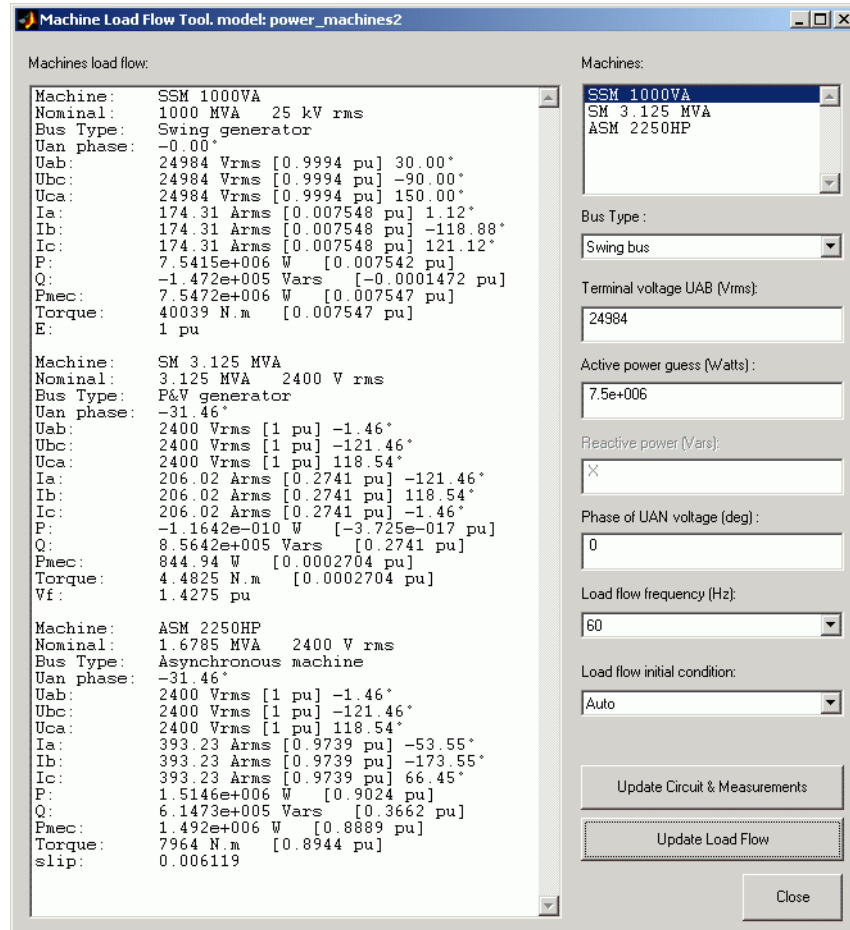 Machine Load Flow Tool. model: power_machines2
Machines load flow:
Machine: SSM 1000VA
Nominal: 1000 MVA 25 kV rms
Bus Type: Swing generator
Uan phase: -0.00°
Uab: 24984 Vrms [0.9994 pu] 30.00°
Ubc: 24984 Vrms [0.9994 pu] -90.00°
Uca: 24984 Vrms [0.9994 pu] 150.00°
Ia: 174.31 Arms [0.007548 pu] 1.12°
Ib: 174.31 Arms [0.007548 pu] -118.88°
Ic: 174.31 Arms [0.007548 pu] 121.12°
P: 7.5415e+006 W [0.007542 pu]
Q: -1.472e+005 Vars [-0.0001472 pu]
Pmec: 7.5472e+006 W [0.007547 pu]
Torque: 40039 N.m [0.007547 pu]
E: 1 pu
Machine: SM 3.125 MVA
Nominal: 3.125 MVA 2400 V rms
Bus Type: P&V generator
Uan phase: -31.46°
Uab: 2400 Vrms [1 pu] -1.46°
Ubc: 2400 Vrms [1 pu] -121.46°
Uca: 2400 Vrms [1 pu] 118.54°
Ia: 206.02 Arms [0.2741 pu] -121.46°
Ib: 206.02 Arms [0.2741 pu] 118.54°
Ic: 206.02 Arms [0.2741 pu] -1.46°
P: -1.1642e-010 W [-3.725e-017 pu]
Q: 8.5642e+005 Vars [0.2741 pu]
Pmec: 844.94 W [0.0002704 pu]
Torque: 4.4825 N.m [0.0002704 pu]
Vf: 1.4275 pu
Machine: ASM 2250HP
Nominal: 1.6785 MVA 2400 V rms
Bus Type: Asynchronous machine
Uan phase: -31.46°
Uab: 2400 Vrms [1 pu] -1.46°
Ubc: 2400 Vrms [1 pu] -121.46°
Uca: 2400 Vrms [1 pu] 118.54°
Ia: 393.23 Arms [0.9739 pu] -53.55°
Ib: 393.23 Arms [0.9739 pu] -173.55°
Ic: 393.23 Arms [0.9739 pu] 66.45°
P: 1.5146e+006 W [0.9024 pu]
Q: 6.1473e+005 Vars [0.3662 pu]
Pmec: 1.492e+006 W [0.8889 pu]
Torque: 7964 N.m [0.8944 pu]
slip: 0.006119
Machines:
SSM 1000VA
SM 3.125 MVA
ASM 2250HP
Bus Type :
Swing bus
Terminal voltage UAB (Vrms):
24984
Active power guess (Watts) :
7.5e+006
Reactive power (Vars):
X
Phase of UAN voltage (deg) :
0
Load flow frequency (Hz):
60
Load flow initial condition:
Auto
Update Circuit & Measurements
Update Load Flow
Close